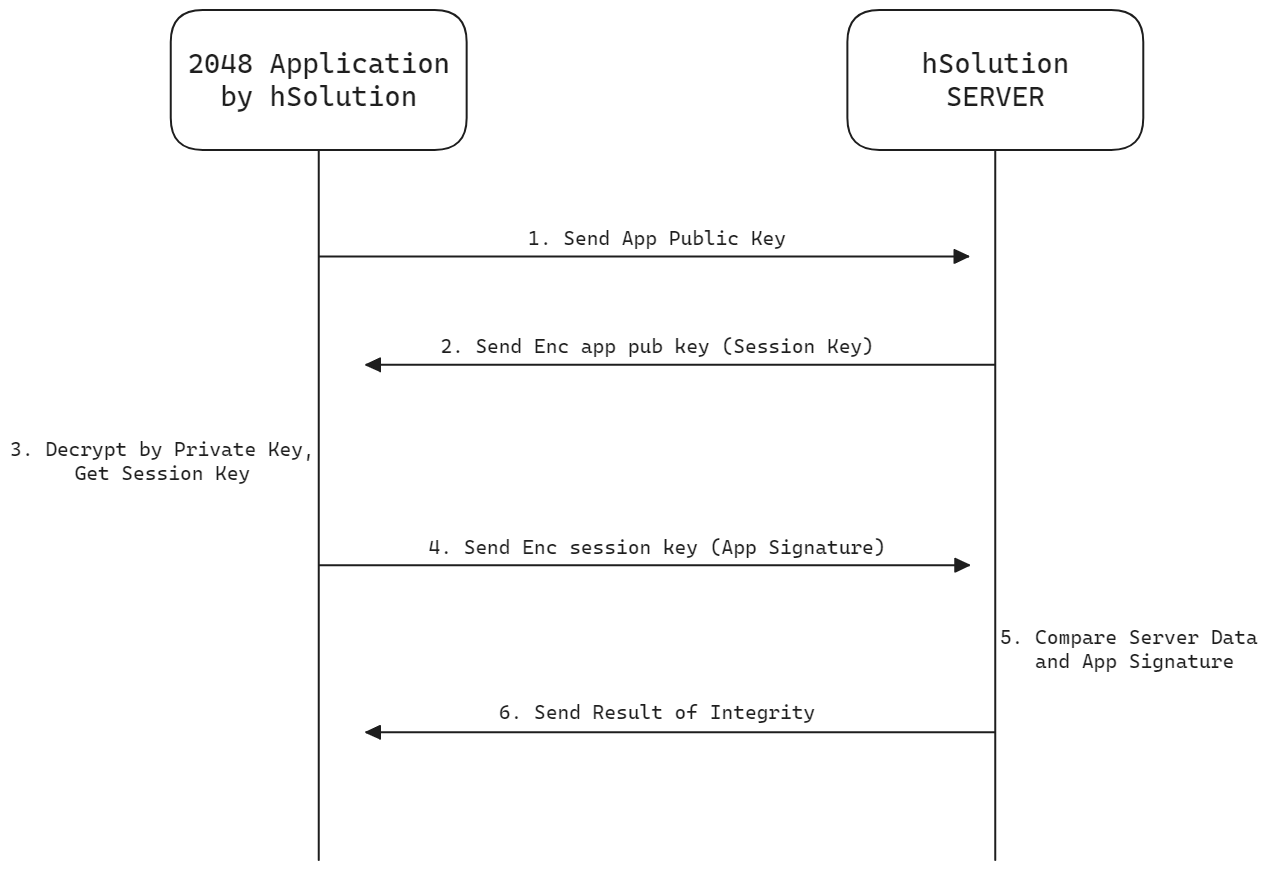 2048 Application
by hSolution
hSolution
SERVER
1. Send App Public Key
2. Send Enc app pub key (Session Key)
3. Decrypt by Private Key,
Get Session Key
4. Send Enc session key (App Signature)
5. Compare Server Data
and App Signature
6. Send Result of Integrity